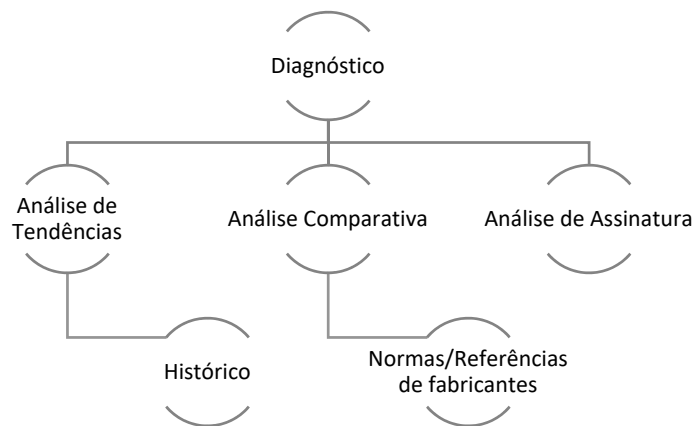 Diagnóstico
Análise de
Tendências
Análise Comparativa
Análise de Assinatura
Histórico
Normas/Referências
de fabricantes